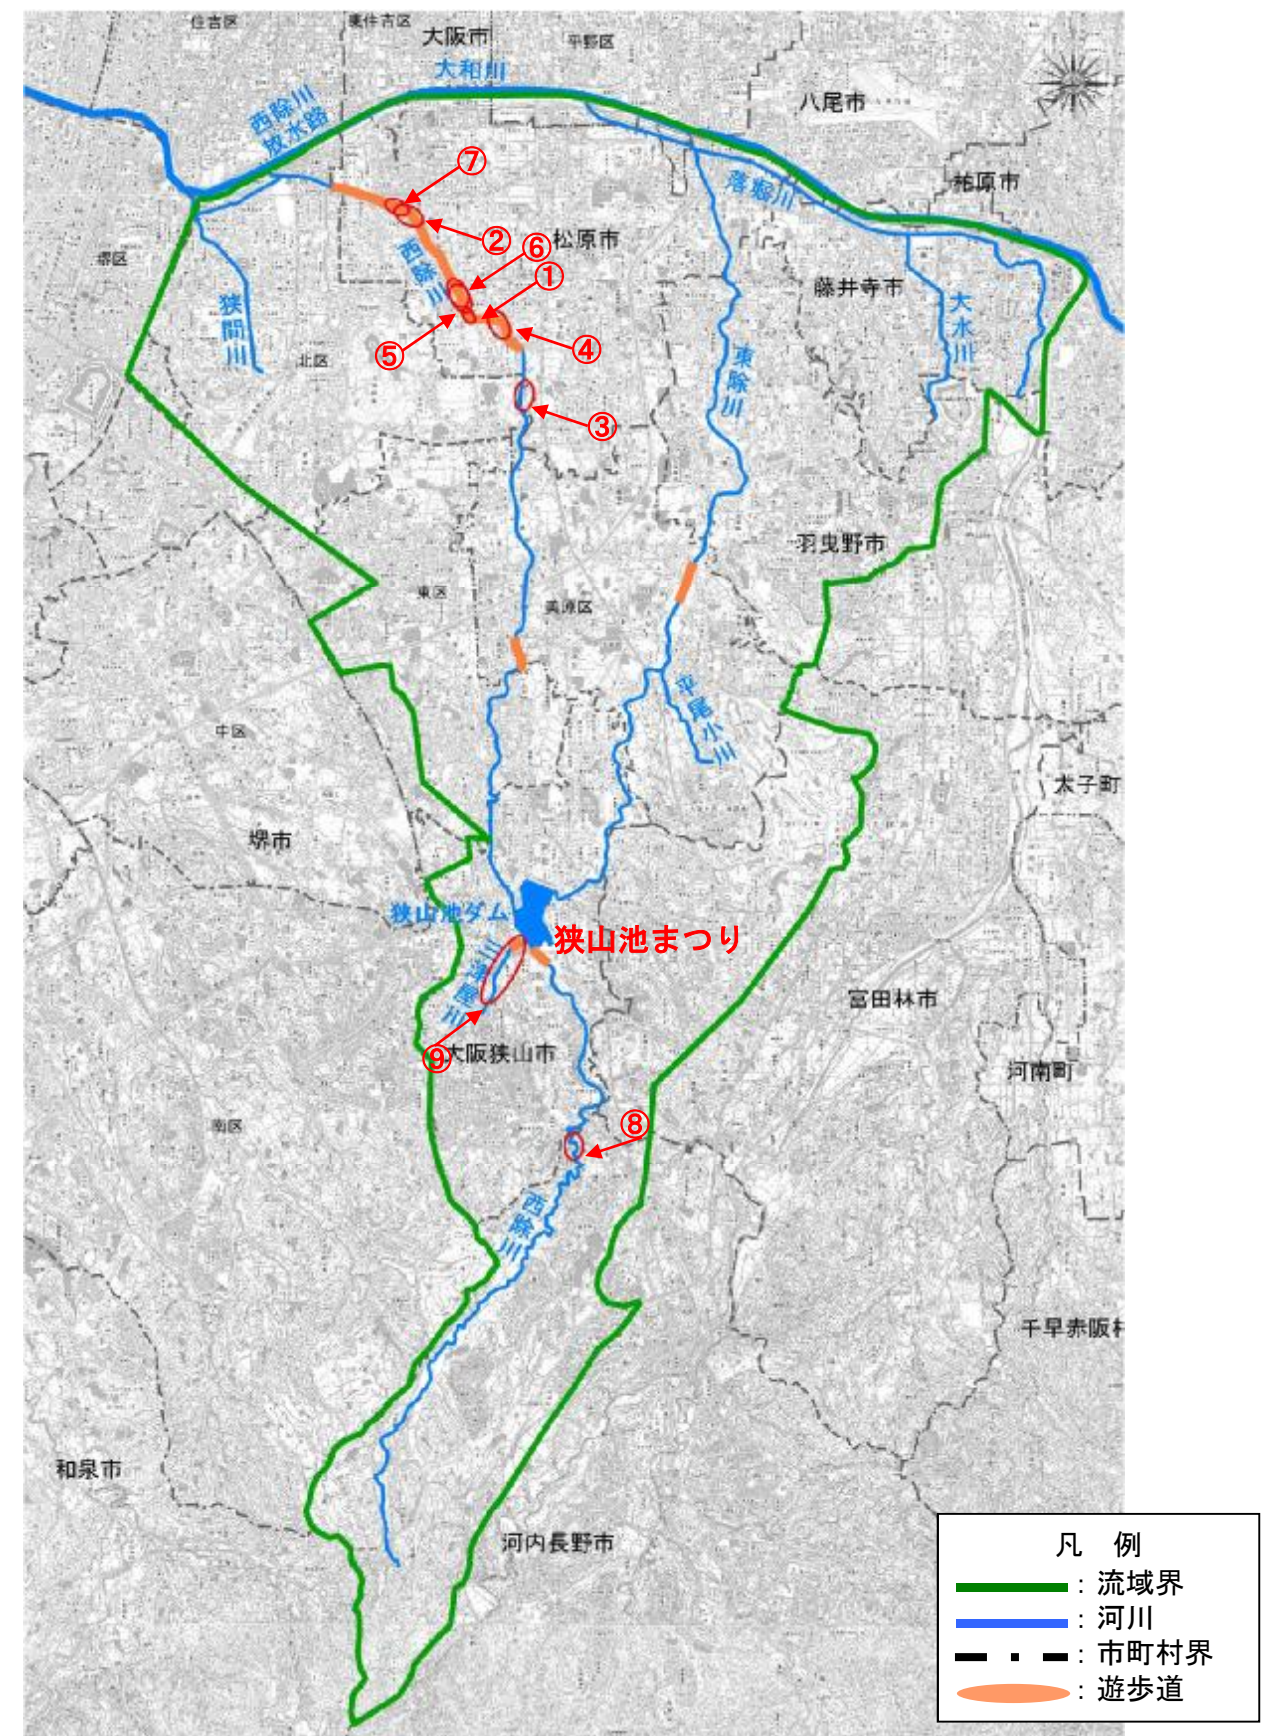 住吉区
東住吉区
大阪市
平野区
大和川
八尾市
西除川
放水路
⑦
落堀川
柏原市
②
⑥
松原市
堺区
西除川
①
藤井寺市
狭間川
大水川
⑤
④
北区
東除川
③
羽曳野市
東区
美原区
平尾小川
中区
太子町
堺市
狭山池ダム
狭山池まつり
三津屋川
富田林市
⑨
大阪狭山市
河南町
南区
⑧
西除川
千早赤阪村
和泉市
河内長野市
凡 例
: 流域界
: 河川
: 市町村界
: 遊歩道